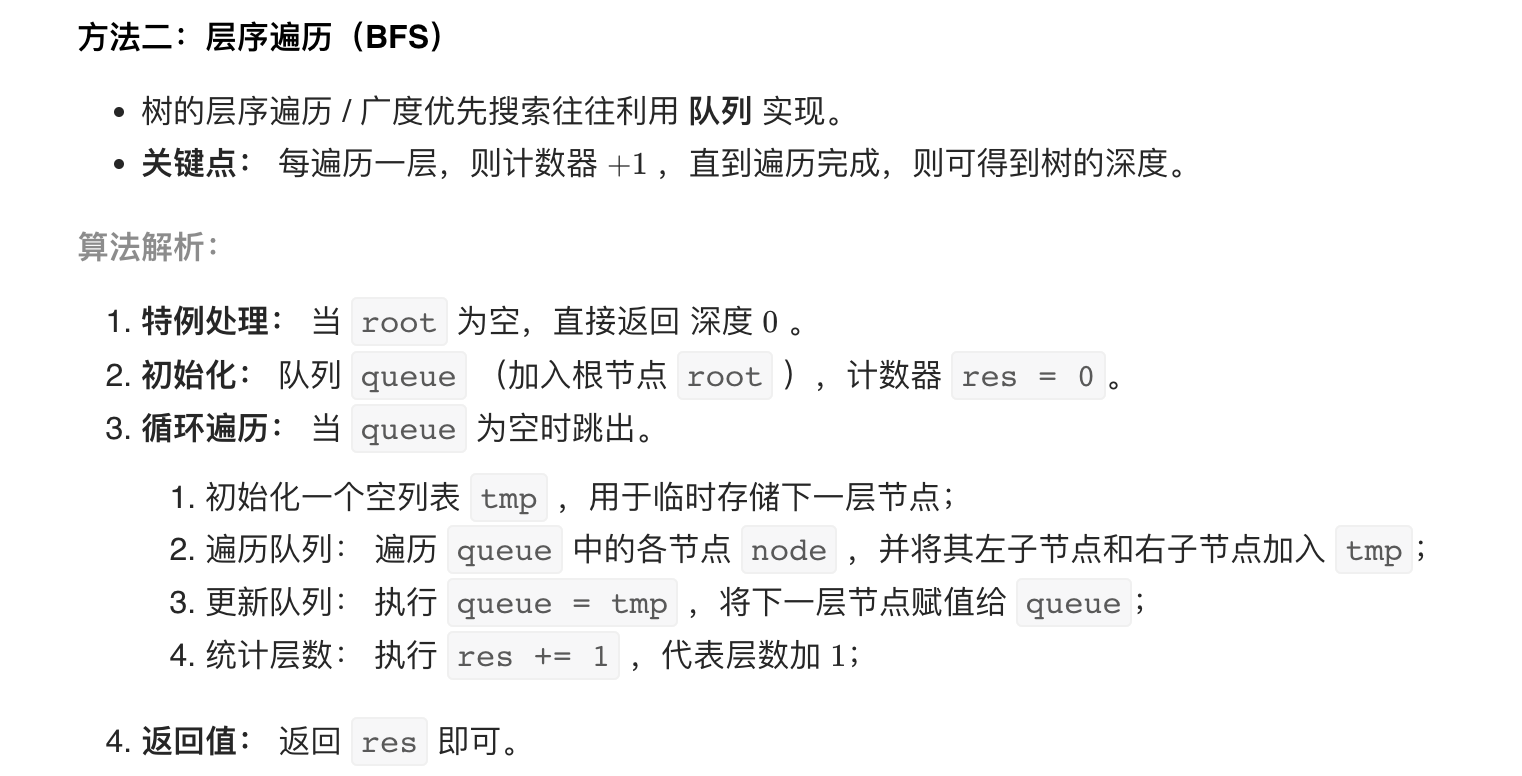 方法二：层序遍历（BFS）
• 树的层序遍历 / 广度优先搜索往往利用 队列 实现。
• 关键点： 每遍历一层，则计数器 +1 ，直到遍历完成，则可得到树的深度。
算法解析：
1. 特例处理： 当 root 为空，直接返回 深度 0 。
2. 初始化： 队列 queue （加入根节点 root ），计数器 res = 0 。
3. 循环遍历： 当 queue 为空时跳出。
1. 初始化一个空列表 tmp ，用于临时存储下一层节点；
2. 遍历队列： 遍历 queue 中的各节点 node ，并将其左子节点和右子节点加入 tmp ；
3. 更新队列： 执行 queue = tmp ，将下一层节点赋值给 queue ；
4. 统计层数： 执行 res += 1 ，代表层数加 1；
4. 返回值： 返回 res 即可。